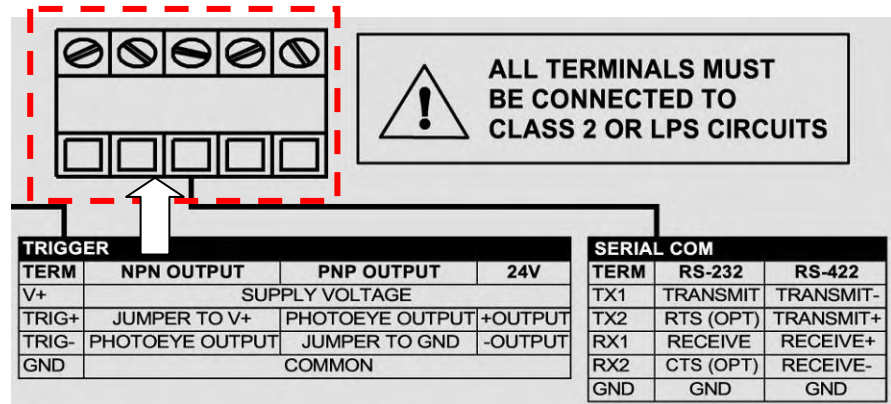 ALL TERMINALS MUST
BE CONNECTED TO
CLASS 2 OR LPS CIRCUITS
TRIGGER
TERM NPN OUTPUT PNP OUTPUT 24V
V+ SUPPLY VOLTAGE
TRIG+ JUMPER TO V+ PHOTOEYE OUTPUT +OUTPUT
TRIG- PHOTOEYE OUTPUT JUMPER TO GND -OUTPUT
GND COMMON
SERIAL COM
TERM RS-232 RS-422
TX1 TRANSMIT TRANSMIT-
TX2 RTS (OPT) TRANSMIT+
RX1 RECEIVE RECEIVE+
RX2 CTS (OPT) RECEIVE-
GND GND GND